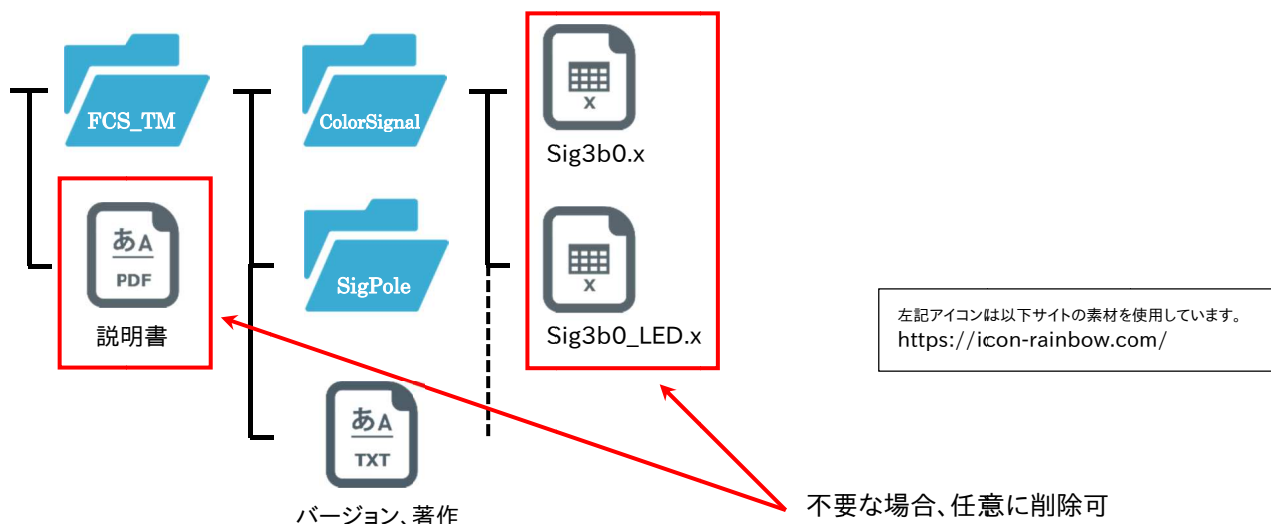 FCS_TM
ColorSignal
X
Sig3b0.x
あA
PDF
説明書
SigPole
X
Sig3b0_LED.x
左記アイコンは以下サイトの素材を使用しています。
https://icon-rainbow.com/
あA
TXT
バージョン、著作
不要な場合、任意に削除可